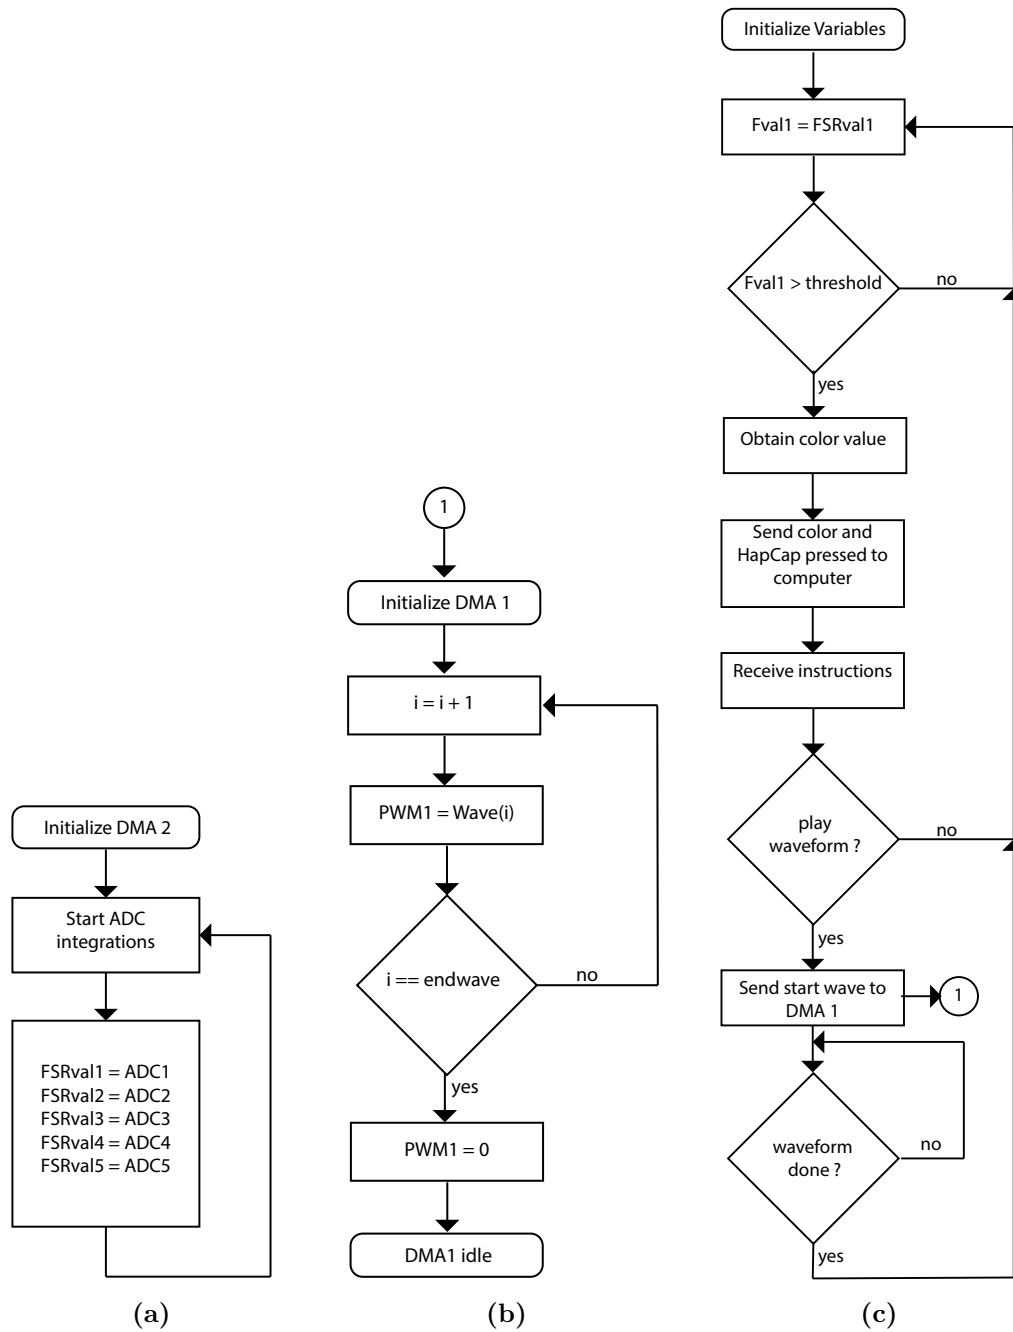 Initialize DMA 2
Start ADC
integrations
FSRval1 = ADC1
FSRval2 = ADC2
FSRval3 = ADC3
FSRval4 = ADC4
FSRval5 = ADC5
(a)
1
Initialize DMA 1
i = i + 1
PWM1 = Wave(i)
i == endwave
no
yes
PWM1 = 0
DMA1 idle
(b)
Initialize Variables
Fval1 = FSRval1
Fval1 > threshold
no
yes
Obtain color value
Send color and
HapCap pressed to
computer
Receive instructions
play
waveform ?
no
yes
Send start wave to
DMA 1
1
waveform
done ?
no
yes
(c)